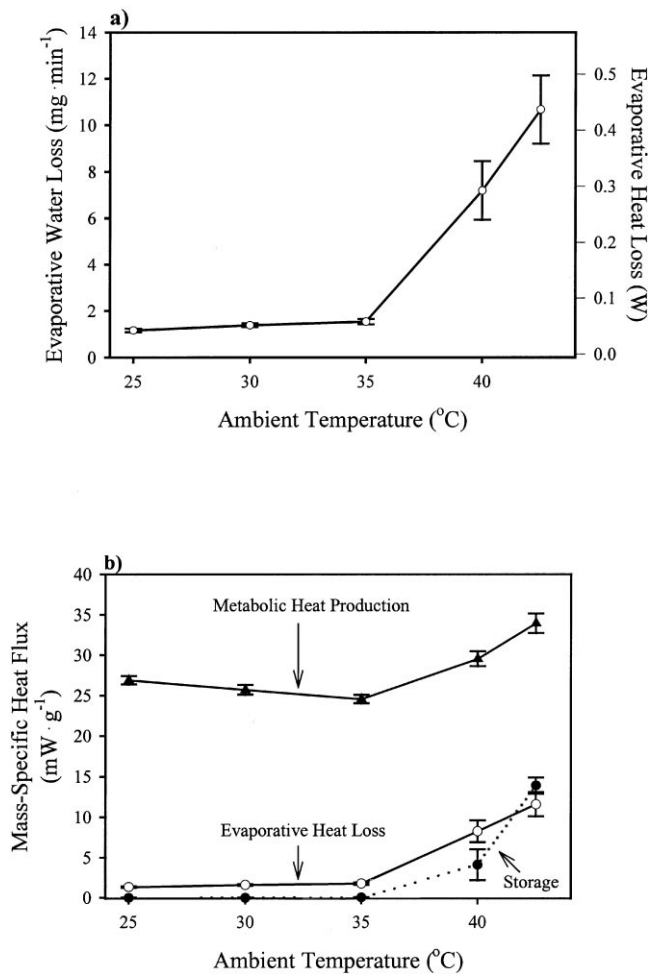 a)
Evaporative Water Loss (mg·min⁻¹)
14
12
10
8
6
4
2
0
0.5
0.4
0.3
0.2
0.1
0.0
Evaporative Heat Loss (W)
25
30
35
40
Ambient Temperature (°C)
b)
Mass-Specific Heat Flux
(mW·g⁻¹)
40
35
30
25
20
15
10
5
0
Metabolic Heat Production
Evaporative Heat Loss
Storage
25
30
35
40
Ambient Temperature (°C)